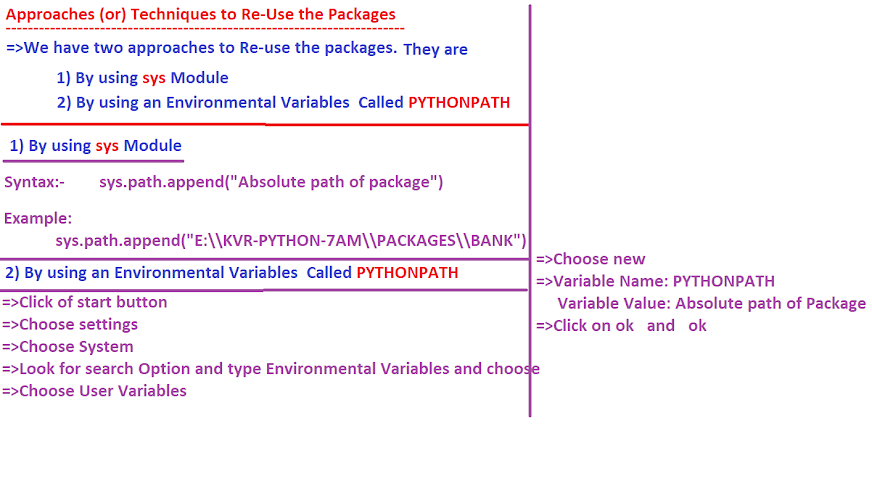 Approaches (or) Techniques to Re-Use the Packages
=>We have two approaches to Re-use the packages. They are
1) By using sys Module
2) By using an Environmental Variables Called PYTHONPATH
1) By using sys Module
Syntax:- sys.path.append("Absolute path of package")
Example:
sys.path.append("E:\\KVR-PYTHON-7AM\\PACKAGES\\BANK")
2) By using an Environmental Variables Called PYTHONPATH
=>Click of start button
=>Choose settings
=>Choose System
=>Look for search Option and type Environmental Variables and choose
=>Choose User Variables
=>Choose new
=>Variable Name: PYTHONPATH
Variable Value: Absolute path of Package
=>Click on ok and ok